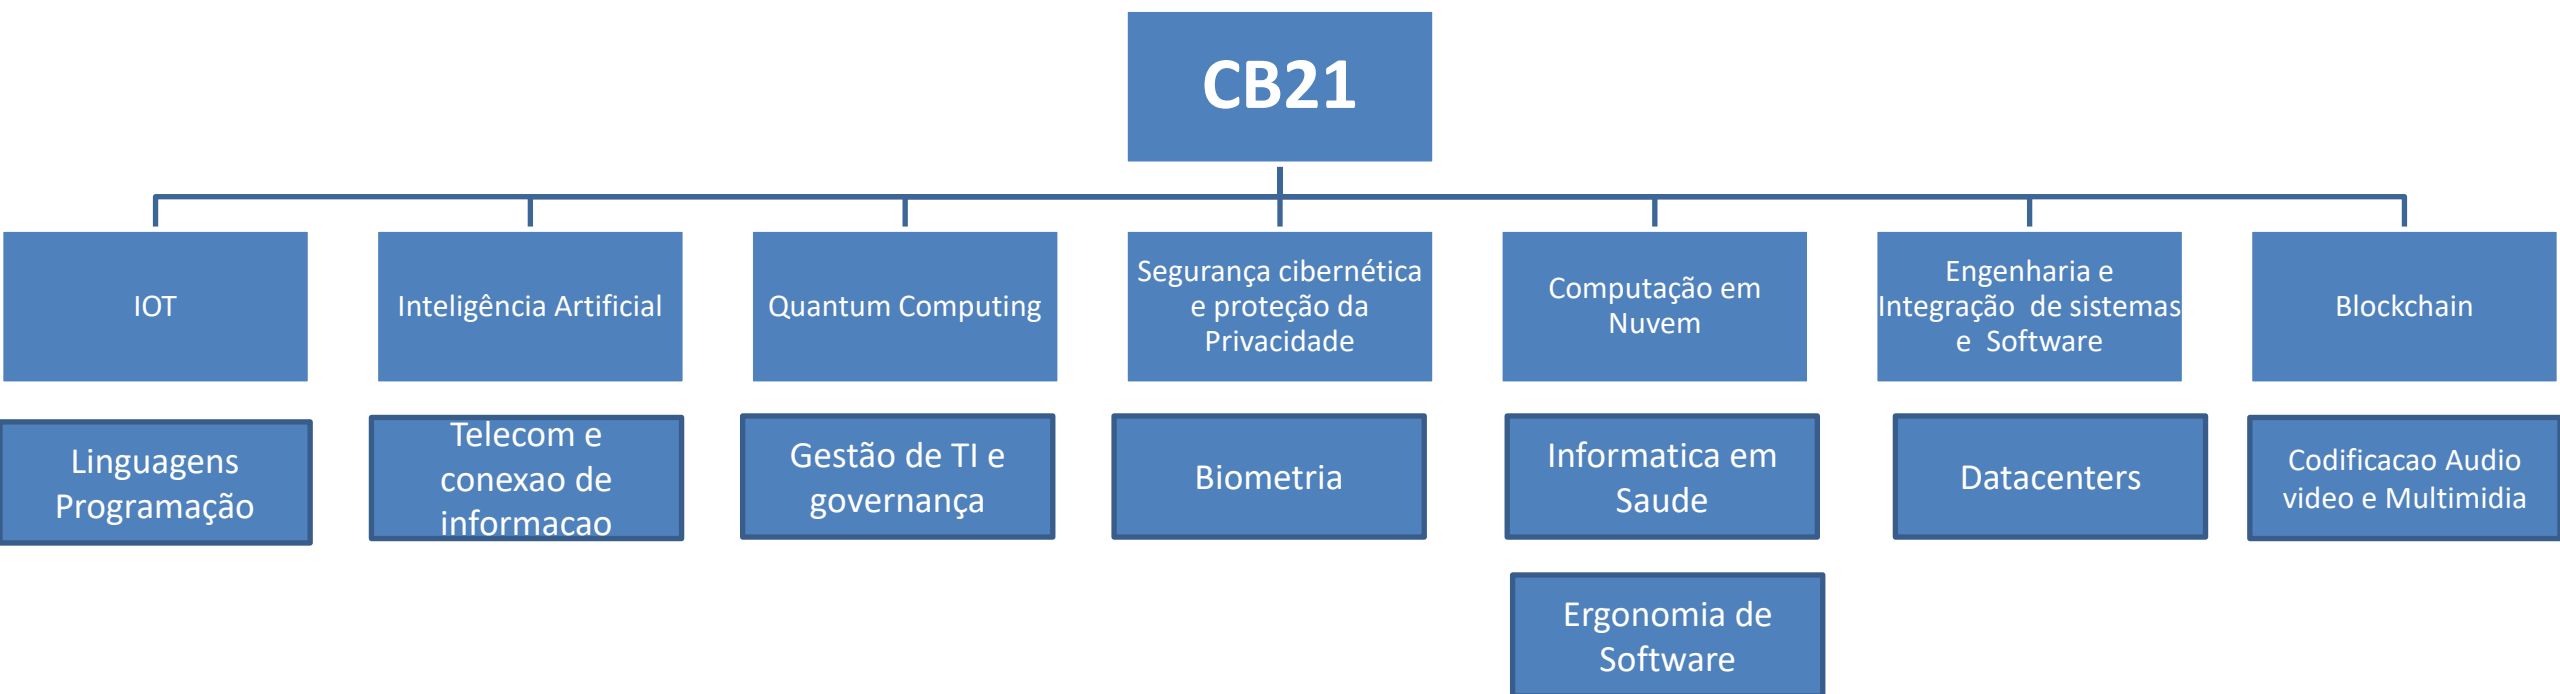 CB21
IOT
Inteligência Artificial
Quantum Computing
Segurança cibernética
e proteção da
Privacidade
Computação em
Nuvem
Engenharia e
Integração de sistemas
e Software
Blockchain
Linguagens
Programação
Telecom e
conexao de
informacao
Gestão de TI e
governança
Biometria
Informatica em
Saude
Datacenters
Codificacao Audio
video e Multimidia
Ergonomia de
Software